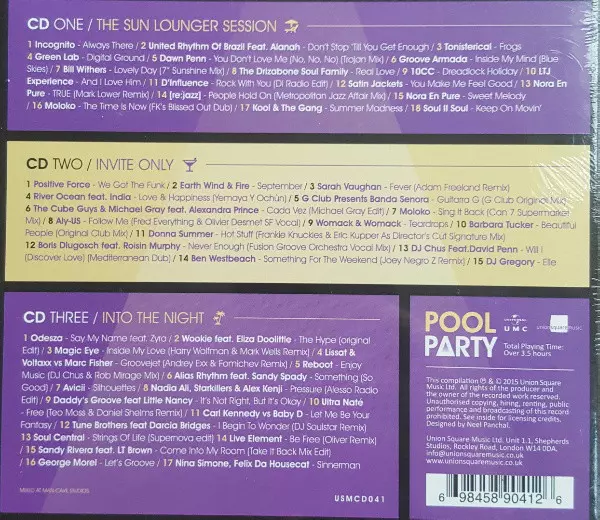 CD ONE / THE SUN LOUNGER SESSION
1 Incognito - Always There / 2 United Rhythm Of Brazil Feat. Alanah - Don't Stop 'Till You Get Enough / 3 Tonisterical - Frogs
4 Green Lab - Digital Ground / 5 Dawn Penn - You Don't Love Me (No, No, No) (Trojan Mix) / 6 Groove Armada - Inside My Mind (Blue
Skies) / 7 Bill Withers - Lovely Day (7" Sunshine Mix) / 8 The Drizabone Soul Family - Real Love / 9 10CC - Dreadlock Holiday / 10 LTJ
Experience - And I Love Him / 11 D'Influence - Rock With You (DI Radio Edit) / 12 Satin Jackets - You Make Me Feel Good / 13 Nora En
Pure - TRUE (Mark Lower Remix) / 14 [re:jazz] - People Hold On (Metropolitan Jazz Affair Mix) / 15 Nora En Pure - Sweet Melody
/ 16 Moloko - The Time Is Now (FK's Blissed Out Dub) / 17 Kool & The Gang - Summer Madness / 18 Soul II Soul - Keep On Movin'
CD TWO / INVITE ONLY
1 Positive Force - We Got The Funk / 2 Earth Wind & Fire - September / 3 Sarah Vaughan - Fever (Adam Freeland Remix)
4 River Ocean feat. India - Love & Happiness (Yemaya Y Ochùn) / 5 G Club Presents Banda Sonora - Guitarra G (G Club Original Mix)
/ 6 The Cube Guys & Michael Gray feat. Alexandra Prince - Cada Vez (Michael Gray Edit) / 7 Moloko - Sing It Back (Can 7 Supermarket
Mix) / 8 Aly-US - Follow Me (Fred Everything & Olivier Desmet SF Vocal) / 9 Womack & Womack - Teardrops / 10 Barbara Tucker - Beautiful
People (Original Club Mix) / 11 Donna Summer - Hot Stuff (Frankie Knuckles & Eric Kupper As Director's Cut Signature Mix)
12 Boris Dlugosch feat. Roisin Murphy - Never Enough (Fusion Groove Orchestra Vocal Mix) / 13 DJ Chus Feat.David Penn - Will I
(Discover Love) (Mediterranean Dub) / 14 Ben Westbeach - Something For The Weekend (Joey Negro Z Remix) / 15 DJ Gregory - Elle
CD THREE / INTO THE NIGHT
1 Odesza - Say My Name feat. Zyra / 2 Wookie feat. Eliza Doolittle - The Hype (original
Edit) / 3 Magic Eye - Inside My Love (Harry Wolfman & Mark Wells Remix) / 4 Lissat &
Voltaxx vs Marc Fisher - Groovejet (Andrey Exx & Fomichev Remix) / 5 Reboot - Enjoy
Music (DJ Chus & Rob Mirage Mix) / 6 Alias Rhythm feat. Sandy Spady - Something (So
Good) / 7 Avicii - Silhouettes / 8 Nadia Ali, Starkillers & Alex Kenji - Pressure (Alesso Radio
Edit) / 9 Daddy's Groove feat Little Nancy - It's Not Right, But It's Okay / 10 Ultra Naté
- Free (Teo Moss & Daniel Shelms Remix) / 11 Carl Kennedy vs Baby D - Let Me Be Your
Fantasy / 12 Tune Brothers feat Darcia Bridges - I Begin To Wonder (DJ Soulstar Remix)
13 Soul Central - Strings Of Life (Supernova edit) / 14 Live Element - Be Free (Oliver Remix)
/ 15 Sandy Rivera feat. LT Brown - Come Into My Room (Take It Back Mix Edit)
/ 16 George Morel - Let's Groove / 17 Nina Simone, Felix Da Housecat - Sinnerman
MIXED AT MAN-CAVE STUDIOS
USMCD041
POOL
PARTY
UNIVERSAL
UMC
unionsquaremusic
Total Playing Time:
Over 3.5 hours
This compilation ℗ & © 2015 Union Square
Music Ltd. All rights of the producer and
the owner of the recorded work reserved.
Unauthorised copying, hiring, renting, public
performance and broadcasting of this record
prohibited. See inside for licensing credits.
Designed by Neel Panchal.
Union Square Music Ltd. Unit 1.1, Shepherds
Studios, Rockley Road, London W14 0DA.
info@unionsquaremusic.co.uk
www.unionsquaremusic.co.uk
6 98458 90412 6